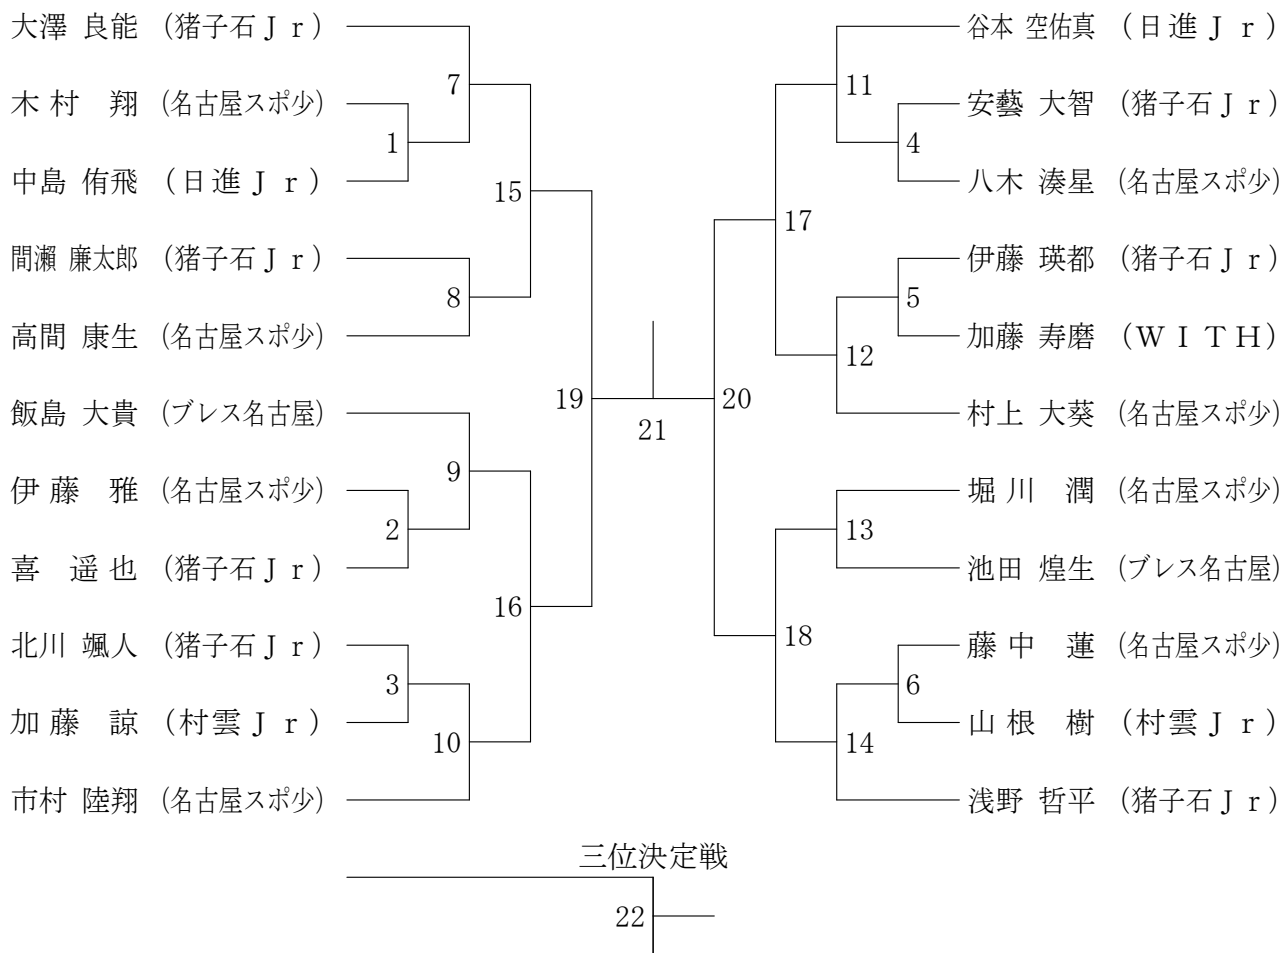 大澤 良能 (猪子石Ｊｒ)
木村 翔 (名古屋スポ少)
中島 侑飛 (日進Ｊｒ)
間瀬 廉太郎 (猪子石Ｊｒ)
高間 康生 (名古屋スポ少)
飯島 大貴 (ブレス名古屋)
伊藤 雅 (名古屋スポ少)
喜 遥也 (猪子石Ｊｒ)
北川 颯人 (猪子石Ｊｒ)
加藤 諒 (村雲Ｊｒ)
市村 陸翔 (名古屋スポ少)
1
2
3
7
8
9
10
15
16
19
21
20
17
18
11
12
13
14
4
5
6
谷本 空佑真 (日進Ｊｒ)
安藝 大智 (猪子石Ｊｒ)
八木 湊星 (名古屋スポ少)
伊藤 瑛都 (猪子石Ｊｒ)
加藤 寿磨 (ＷＩＴＨ)
村上 大葵 (名古屋スポ少)
堀川 潤 (名古屋スポ少)
池田 煌生 (ブレス名古屋)
藤中 蓮 (名古屋スポ少)
山根 樹 (村雲Ｊｒ)
浅野 哲平 (猪子石Ｊｒ)
三位決定戦
22